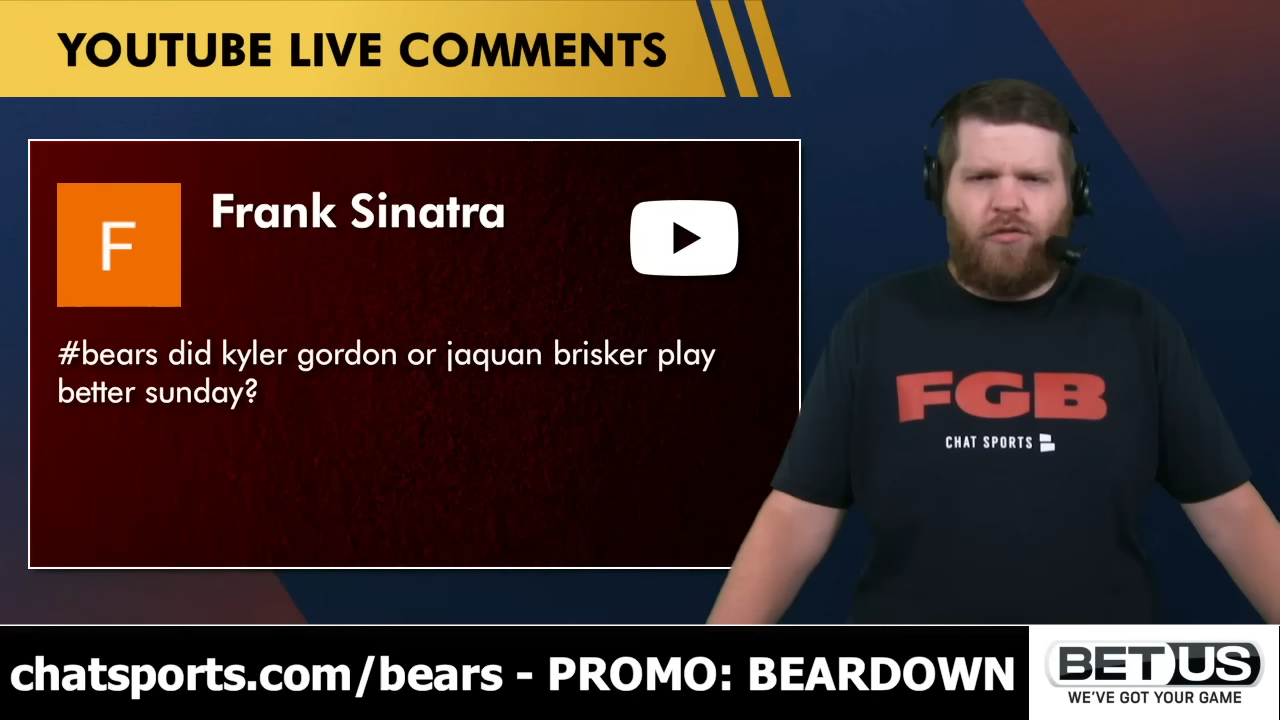 YOUTUBE LIVE COMMENTS
F
Frank Sinatra
#bears did kyler gordon or jaquan brisker play
better sunday?
FGB
CHAT SPORTS
chatsports.com/bears - PROMO: BEARDOWN
BETUS
WE'VE GOT YOUR GAME